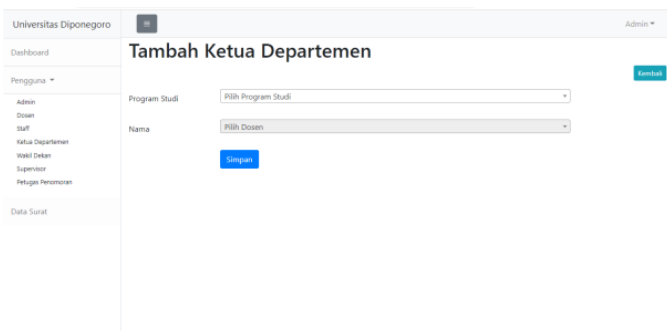 Universitas Diponegoro
Admin
Dashboard
Tambah Ketua Departemen
Kembali
Pengguna
Program Studi
Pilih Program Studi
Admin
Dosen
Staff
Nama
Pilih Dosen
Ketua Departemen
Wakil Dekan
Supervisor
Petugas Penomoran
Simpan
Data Surat